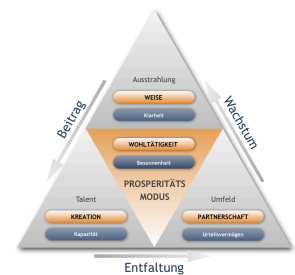 Ausstrahlung
WEISE
Klarheit
Beitrag
Wachstum
WOHLTÄTIGKEIT
Besonnenheit
PROSPERITÄTS
MODUS
Talent
KREATION
Kapazität
Umfeld
PARTNERSCHAFT
Urteilsvermögen
Entfaltung